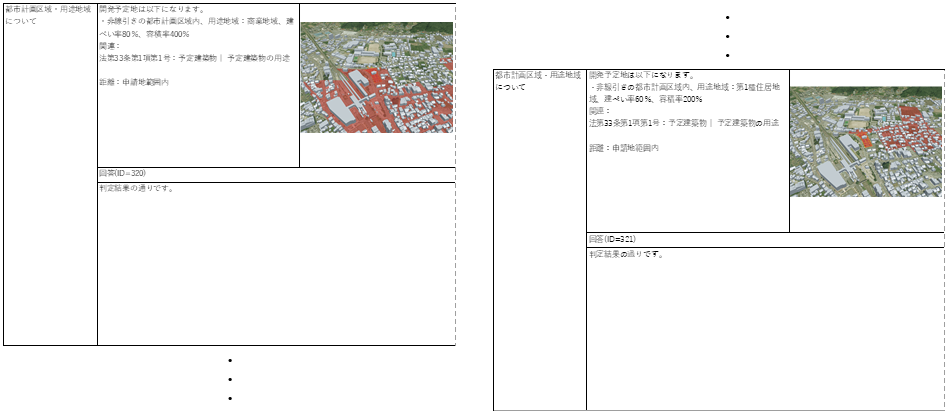 都市計画区域・用途地域
について
開発予定地は以下になります。
・非線引きの都市計画区域内、用途地域：商業地域、建
ぺい率80％、容積率400％
関連：
法第33条第1項第1号：予定建築物｜ 予定建築物の用途
距離：申請地範囲内
回答(ID=320)
判定結果の通りです。
都市計画区域・用途地域
について
開発予定地は以下になります。
・非線引きの都市計画区域内、用途地域：第1種住居地
域、建ぺい率60％、容積率200％
関連：
法第33条第1項第1号：予定建築物｜ 予定建築物の用途
距離：申請地範囲内
回答(ID=321)
判定結果の通りです。